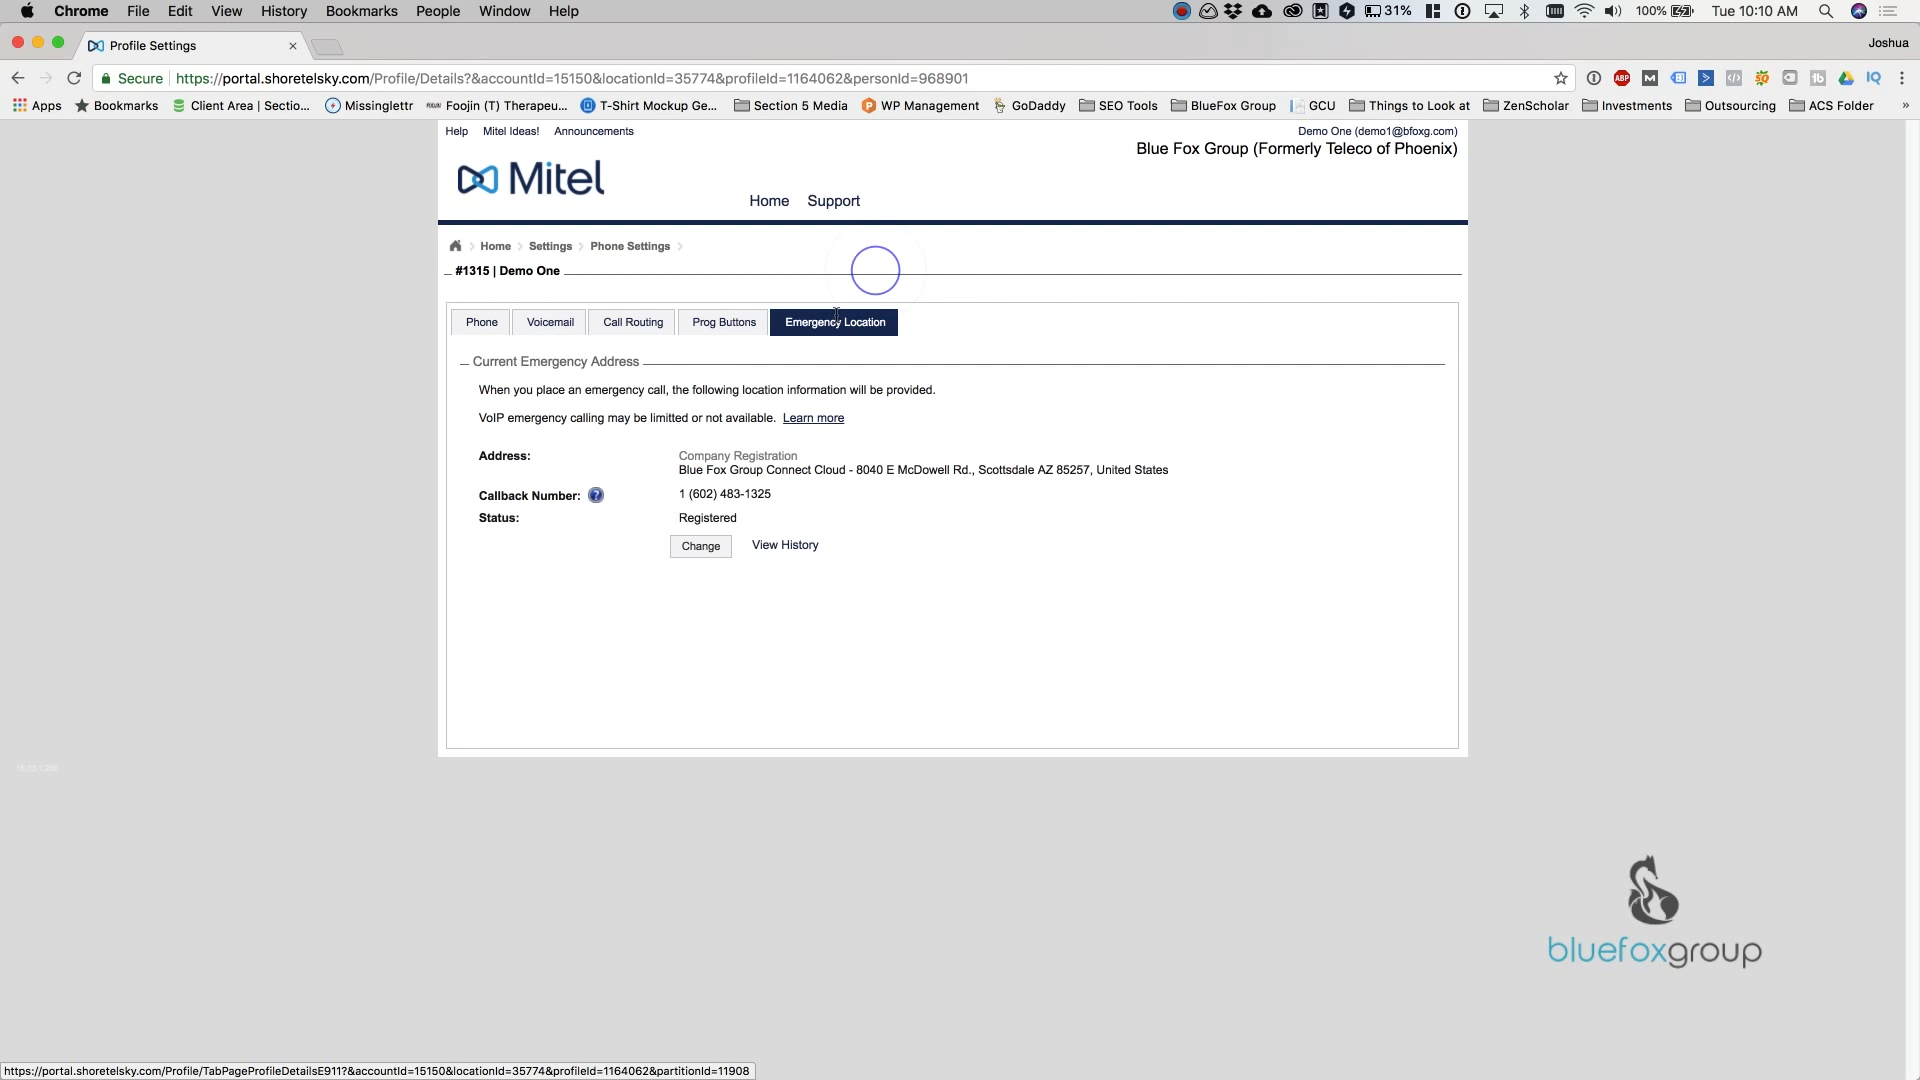 Chrome File Edit View History Bookmarks People Window Help 31% 100% Tue 10:10 AM
Profile Settings Joshua
Secure https://portal.shoretelsky.com/Profile/Details?&accountId=15150&locationId=35774&profileId=1164062&personId=968901
Apps Bookmarks Client Area | Sectio... Missinglettr Foojin (T) Therapeu... T-Shirt Mockup Ge... Section 5 Media WP Management GoDaddy SEO Tools BlueFox Group GCU Things to Look at ZenScholar Investments Outsourcing ACS Folder »
Help Mitel Ideas! Announcements Demo One (demo1@bfoxg.com)
Blue Fox Group (Formerly Teleco of Phoenix)
Mitel
Home Support
Home Settings Phone Settings
#1315 | Demo One
Phone Voicemail Call Routing Prog Buttons Emergency Location
Current Emergency Address
When you place an emergency call, the following location information will be provided.
VoIP emergency calling may be limitted or not available. Learn more
Address: Company Registration
Blue Fox Group Connect Cloud - 8040 E McDowell Rd., Scottsdale AZ 85257, United States
Callback Number: ? 1 (602) 483-1325
Status: Registered
Change View History
bluefoxgroup
https://portal.shoretelsky.com/Profile/TabPageProfileDetailsE911?&accountId=15150&locationId=35774&profileId=1164062&partitionId=11908